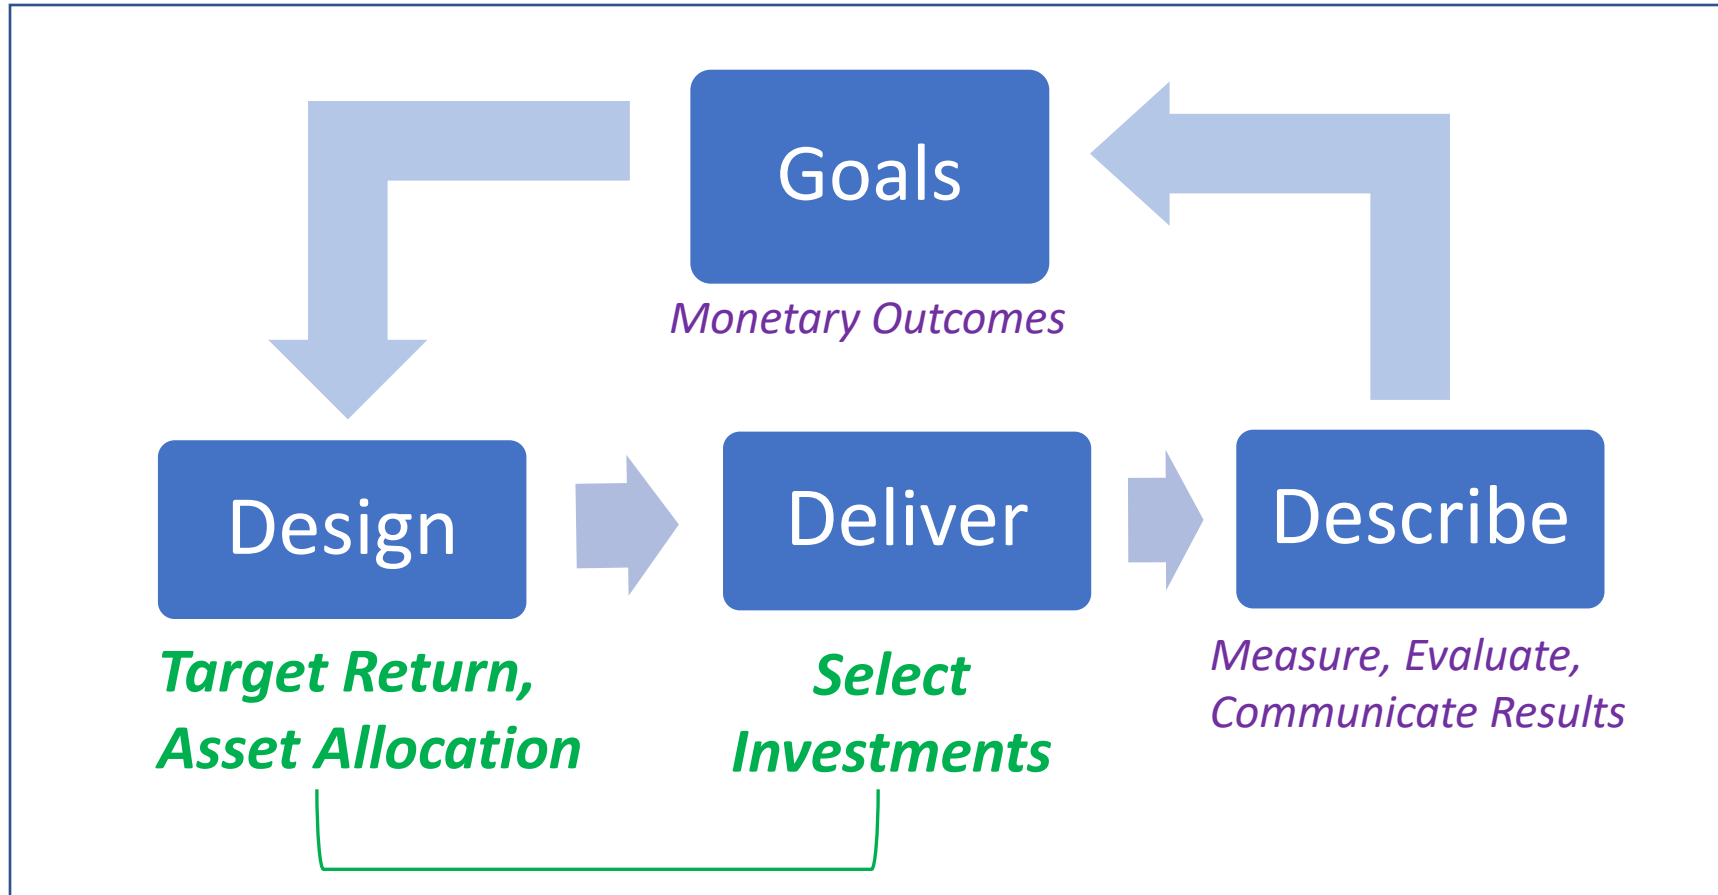 Goals
Monetary Outcomes
Design
Deliver
Describe
Target Return,
Asset Allocation
Select
Investments
Measure, Evaluate,
Communicate Results